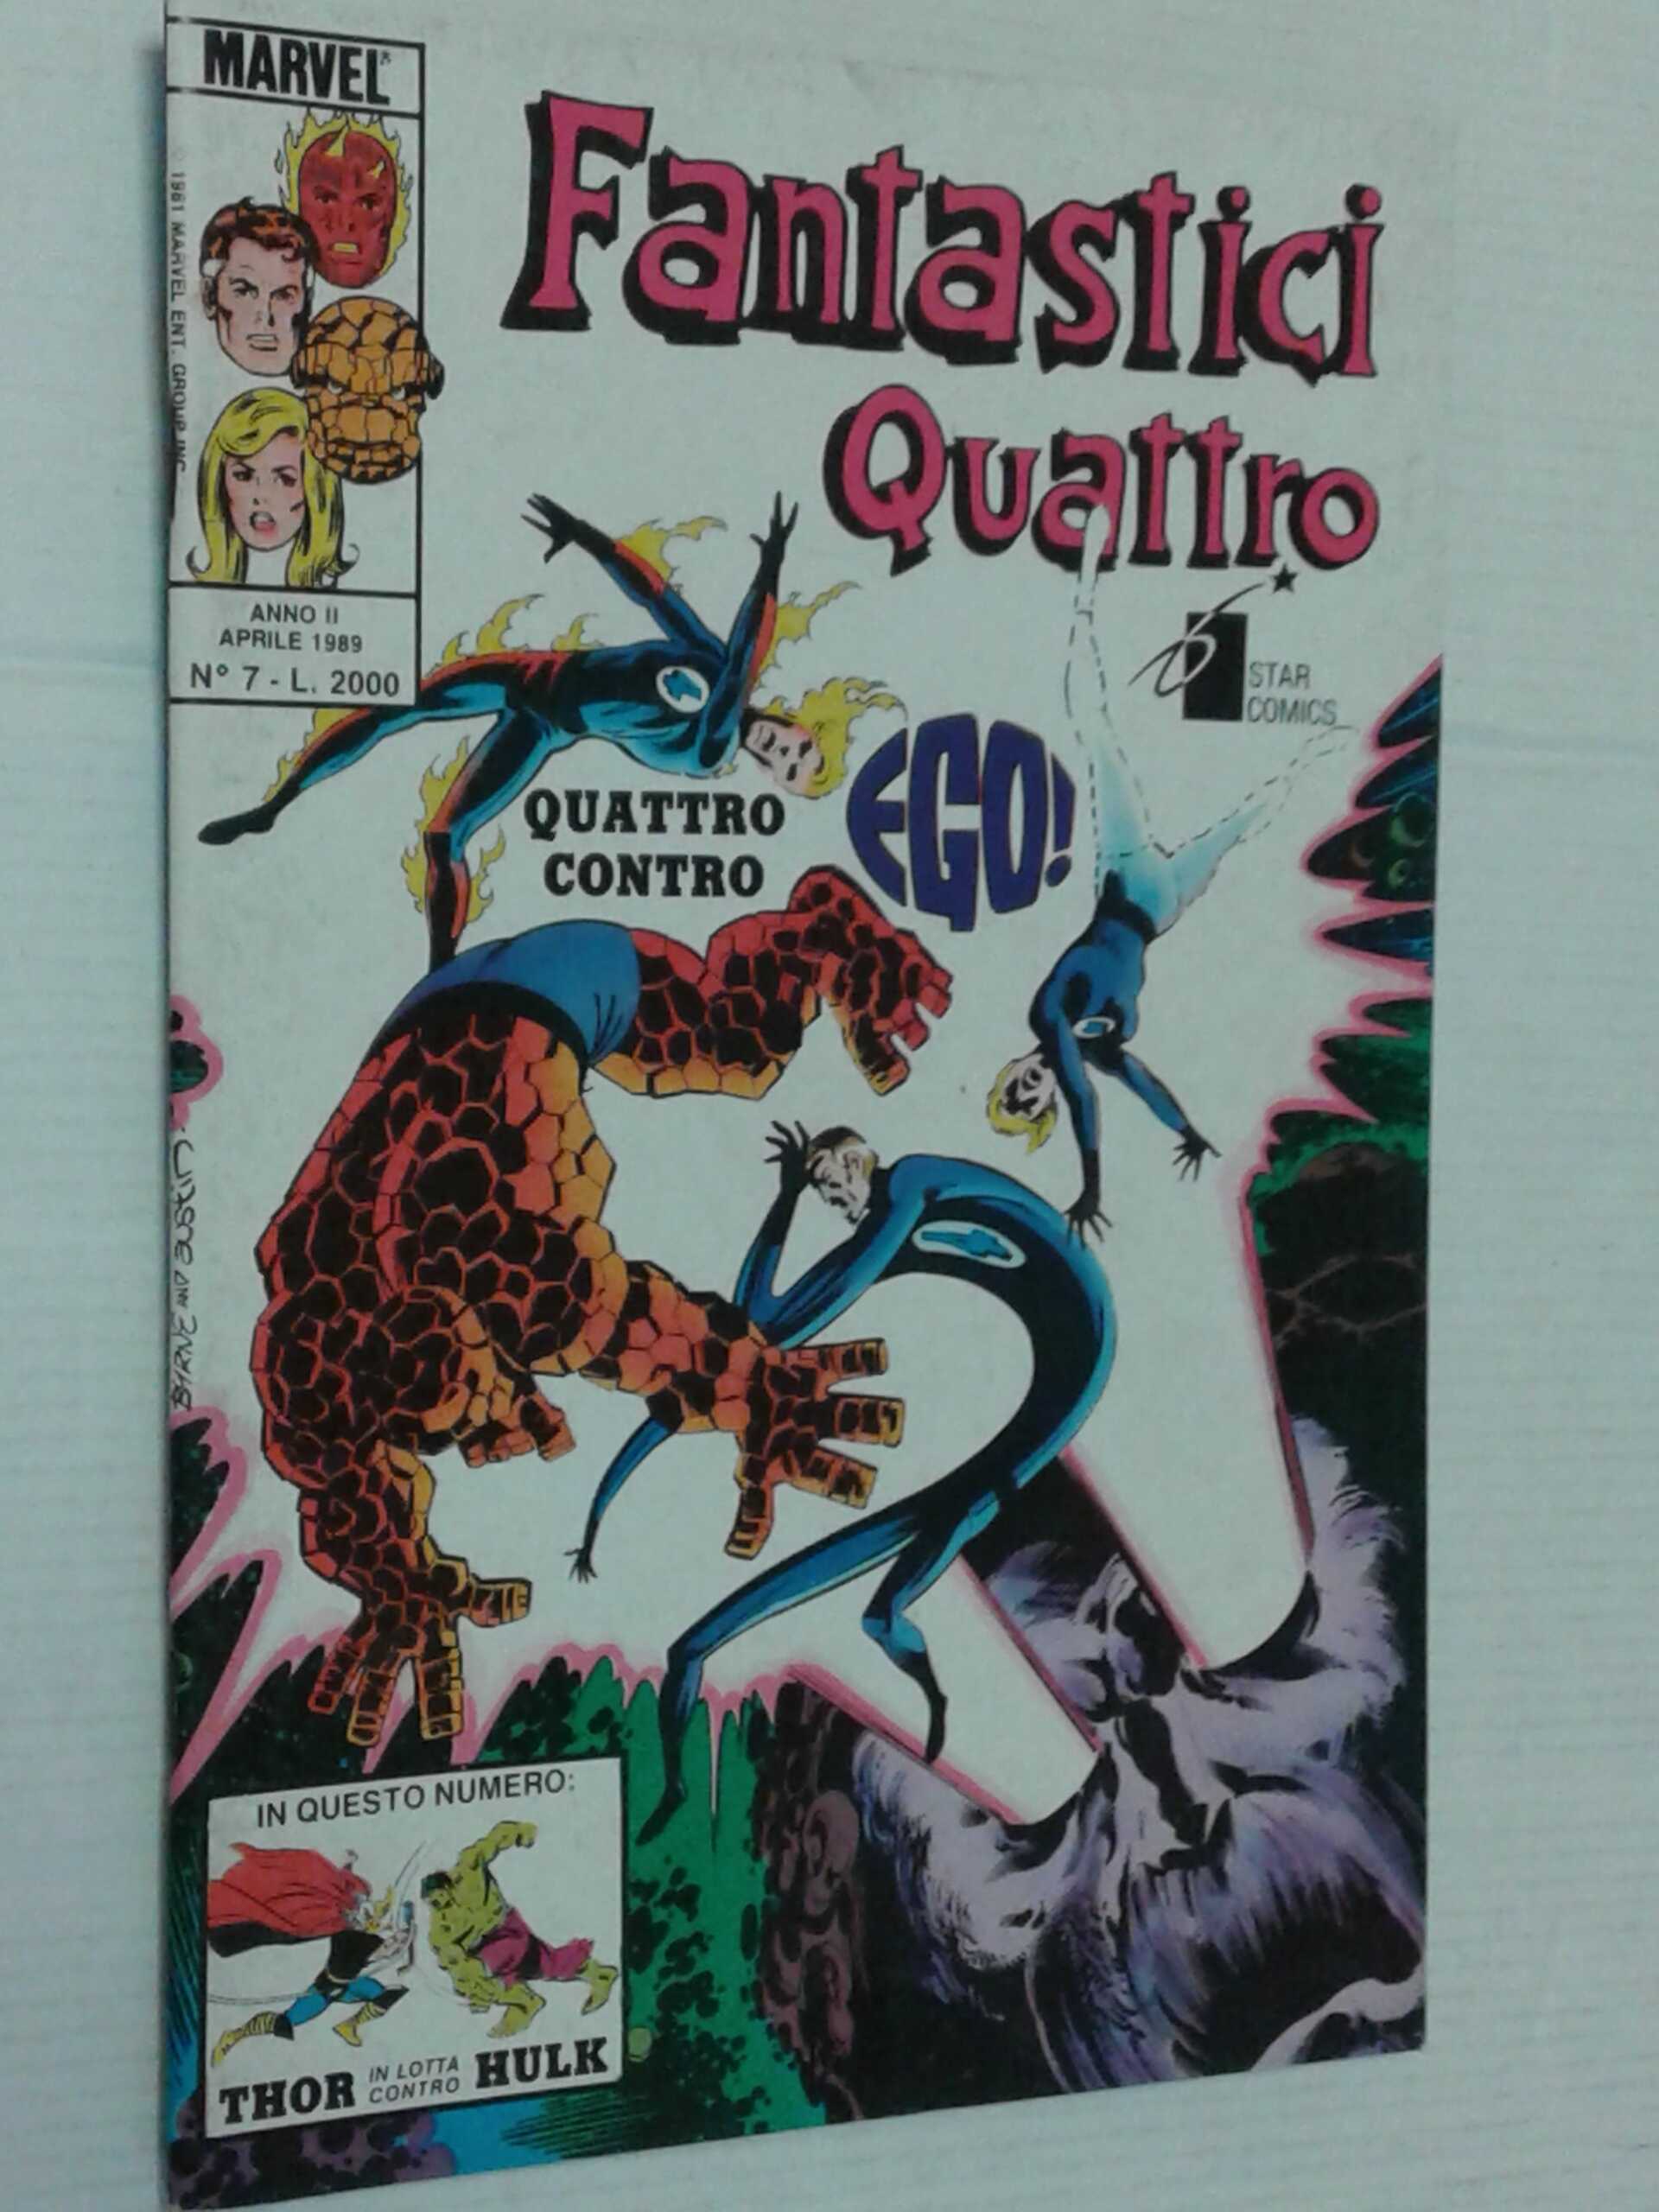 MARVEL®
© 1981 MARVEL ENT. GROUP INC.
Fantastici
Quattro
ANNO II
APRILE 1989
N° 7 - L. 2000
STAR
COMICS
QUATTRO
CONTRO
EGO!
BYRNE AND AUSTIN
IN QUESTO NUMERO:
THOR IN LOTTA CONTRO HULK